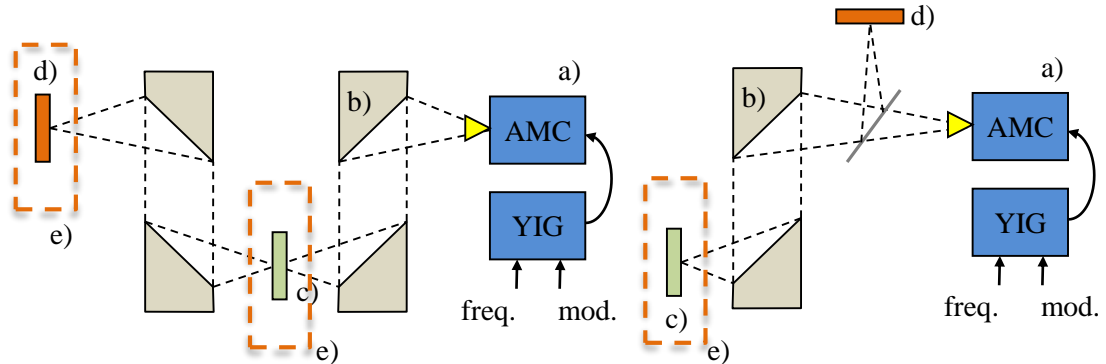 d)
e)
b)
a)
AMC
YIG
freq. mod.
c)
e)
d)
b)
a)
AMC
YIG
freq. mod.
c)
e)